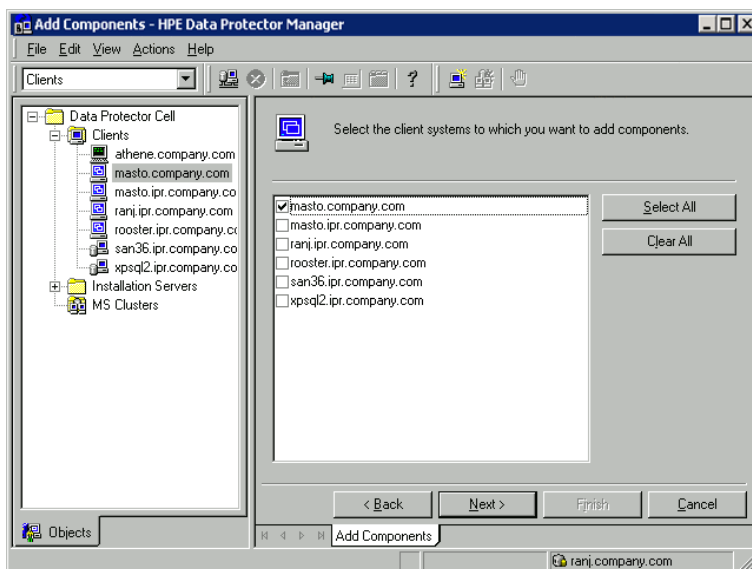 Add Components - HPE Data Protector Manager
File Edit View Actions Help
Clients
Data Protector Cell
Clients
athene.company.com
masto.company.com
masto.ipr.company.co
ranj.ipr.company.com
rooster.ipr.company.c
san36.ipr.company.co
xpsql2.ipr.company.co
Installation Servers
MS Clusters
Objects
Select the client systems to which you want to add components.
masto.company.com
masto.ipr.company.com
ranj.ipr.company.com
rooster.ipr.company.com
san36.ipr.company.com
xpsql2.ipr.company.com
Select All
Clear All
< Back Next > Finish Cancel
Add Components
ranj.company.com